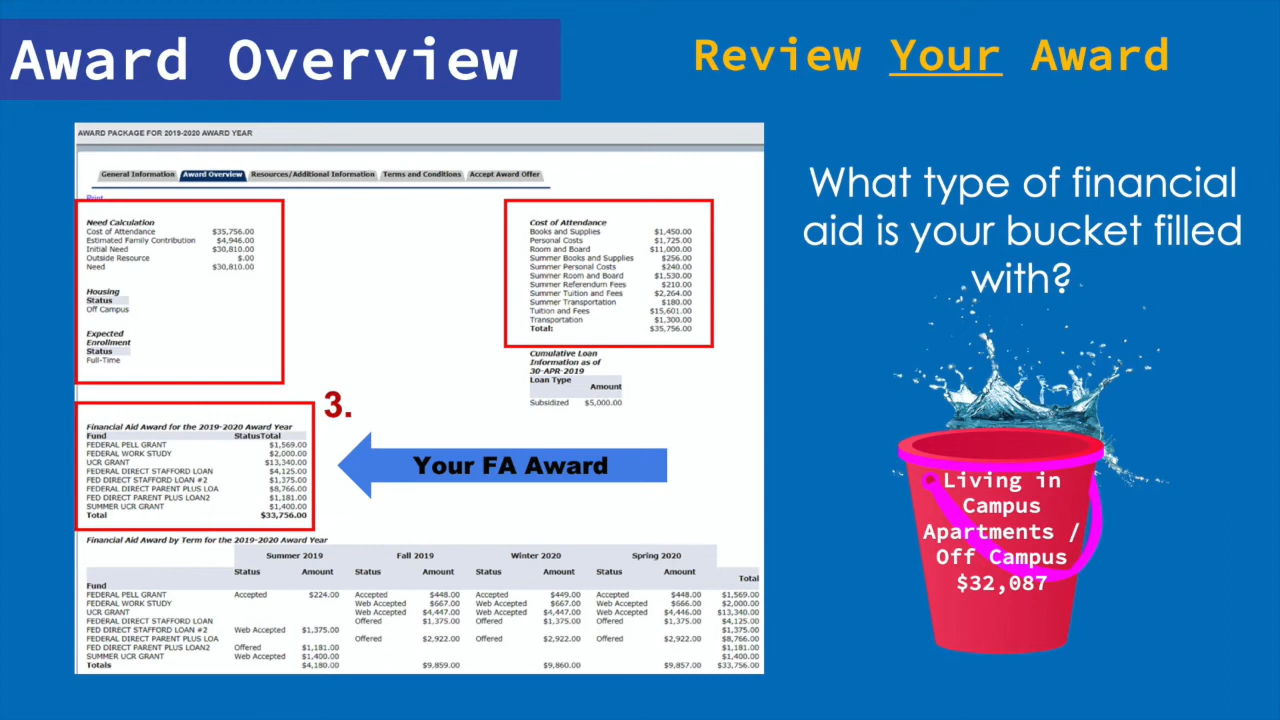 Award Overview
Review Your Award
AWARD PACKAGE FOR 2019-2020 AWARD YEAR
General Information Award Overview Resources/Additional Information Terms and Conditions Accept Award Offer
Print
Need Calculation
Cost of Attendance $35,756.00
Estimated Family Contribution $4,946.00
Initial Need $30,810.00
Outside Resource $.00
Need $30,810.00
Housing
Status
Off Campus
Expected
Enrollment
Status
Full-Time
Cost of Attendance
Books and Supplies $1,450.00
Personal Costs $1,725.00
Room and Board $11,000.00
Summer Books and Supplies $256.00
Summer Personal Costs $240.00
Summer Room and Board $1,530.00
Summer Referendum Fees $210.00
Summer Tuition and Fees $2,264.00
Summer Transportation $180.00
Tuition and Fees $15,601.00
Transportation $1,300.00
Total: $35,756.00
Cumulative Loan
Information as of
30-APR-2019
Loan Type Amount
Subsidized $5,000.00
3.
Your FA Award
Financial Aid Award for the 2019-2020 Award Year
Fund StatusTotal
FEDERAL PELL GRANT $1,569.00
FEDERAL WORK STUDY $2,000.00
UCR GRANT $13,340.00
FEDERAL DIRECT STAFFORD LOAN $4,125.00
FED DIRECT STAFFORD LOAN #2 $1,375.00
FEDERAL DIRECT PARENT PLUS LOA $8,766.00
FED DIRECT PARENT PLUS LOAN2 $1,181.00
SUMMER UCR GRANT $1,400.00
Total $33,756.00
Financial Aid Award by Term for the 2019-2020 Award Year
Summer 2019 Fall 2019 Winter 2020 Spring 2020
Status Amount Status Amount Status Amount Status Amount Total
Fund
FEDERAL PELL GRANT Accepted $224.00 Accepted $448.00 Accepted $449.00 Accepted $448.00 $1,569.00
FEDERAL WORK STUDY Web Accepted $667.00 Web Accepted $667.00 Web Accepted $666.00 $2,000.00
UCR GRANT Web Accepted $4,447.00 Web Accepted $4,447.00 Web Accepted $4,446.00 $13,340.00
FEDERAL DIRECT STAFFORD LOAN Offered $1,375.00 Offered $1,375.00 Offered $1,375.00 $4,125.00
FED DIRECT STAFFORD LOAN #2 Web Accepted $1,375.00 $1,375.00
FEDERAL DIRECT PARENT PLUS LOA Offered $2,922.00 Offered $2,922.00 Offered $2,922.00 $8,766.00
FED DIRECT PARENT PLUS LOAN2 Offered $1,181.00 $1,181.00
SUMMER UCR GRANT Web Accepted $1,400.00 $1,400.00
Totals $4,180.00 $9,859.00 $9,860.00 $9,857.00 $33,756.00
What type of financial
aid is your bucket filled
with?
Living in
Campus
Apartments /
Off Campus
$32,087